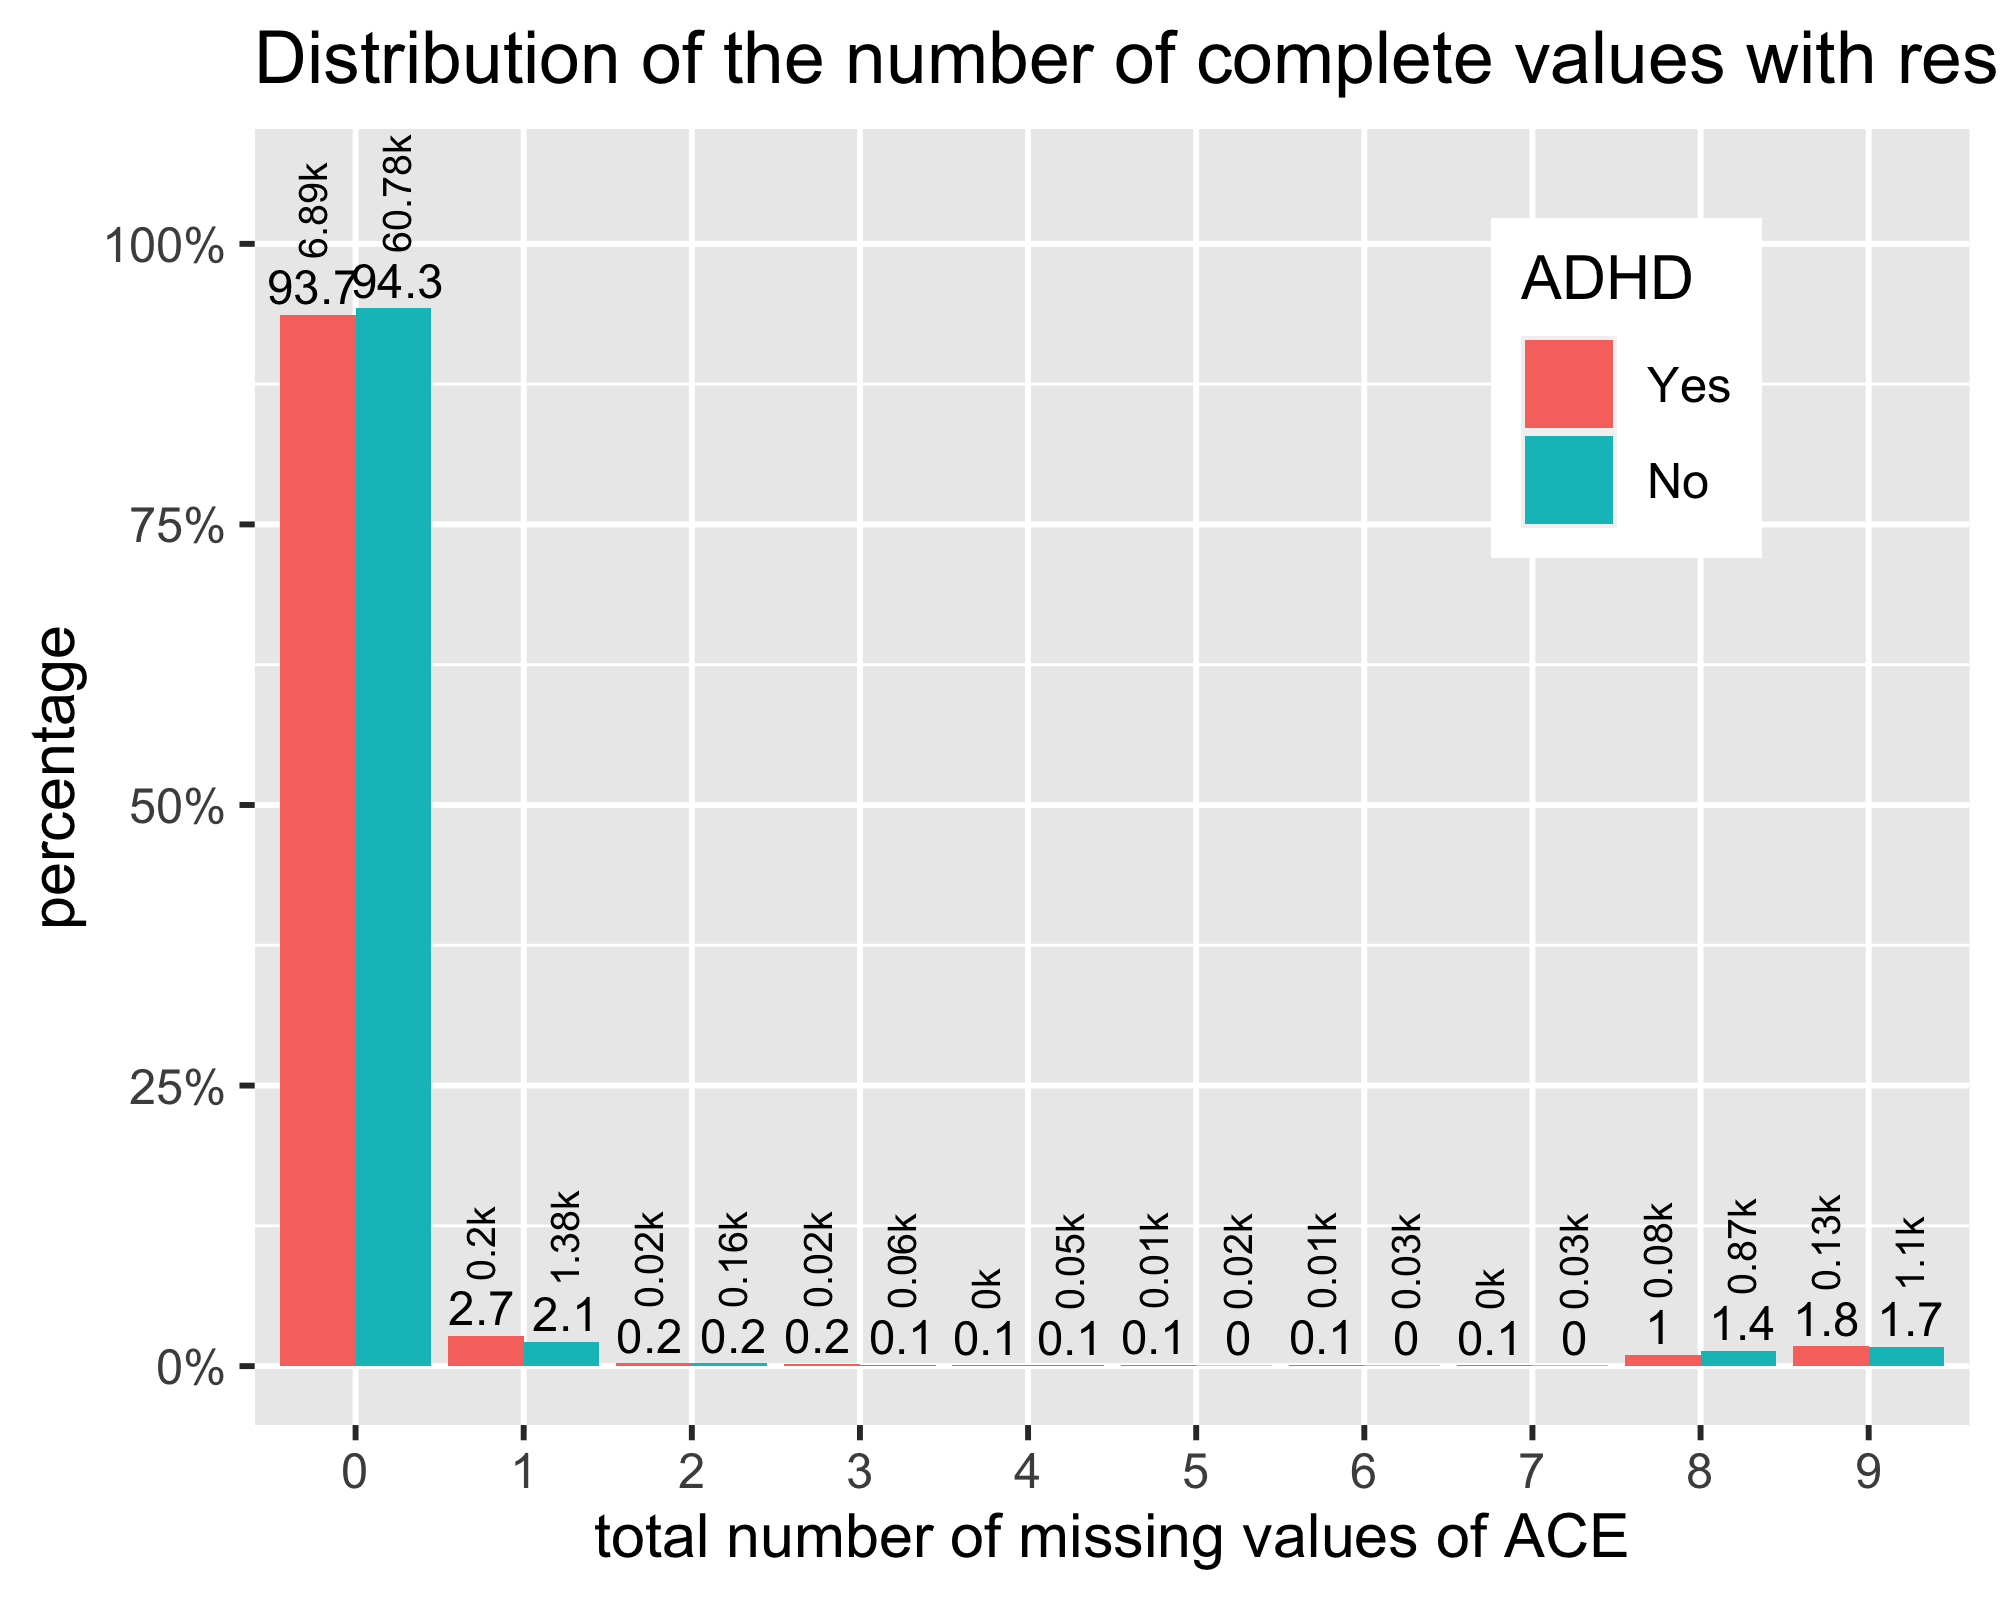 Distribution of the number of complete values with res
percentage
100%
75%
50%
25%
0%
6.89k 60.78k
93.7 94.3
0.2k 1.38k 0.02k 0.16k 0.02k 0.06k 0k 0.05k 0.01k 0.02k 0.01k 0.03k 0k 0.03k 0.08k 0.87k 0.13k 1.1k
2.7 2.1 0.2 0.2 0.2 0.1 0.1 0.1 0.1 0 0.1 0 0.1 0 1 1.4 1.8 1.7
ADHD
Yes
No
0 1 2 3 4 5 6 7 8 9
total number of missing values of ACE